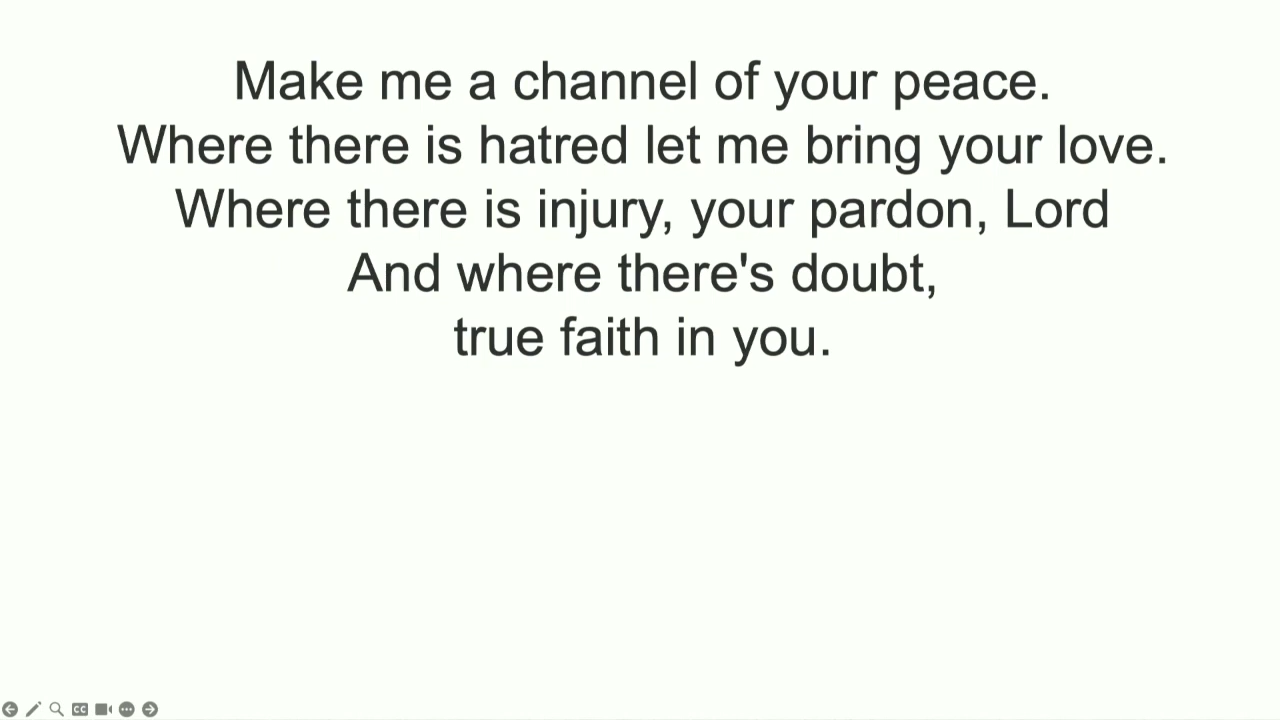 Make me a channel of your peace.
Where there is hatred let me bring your love.
Where there is injury, your pardon, Lord
And where there's doubt,
true faith in you.
CC